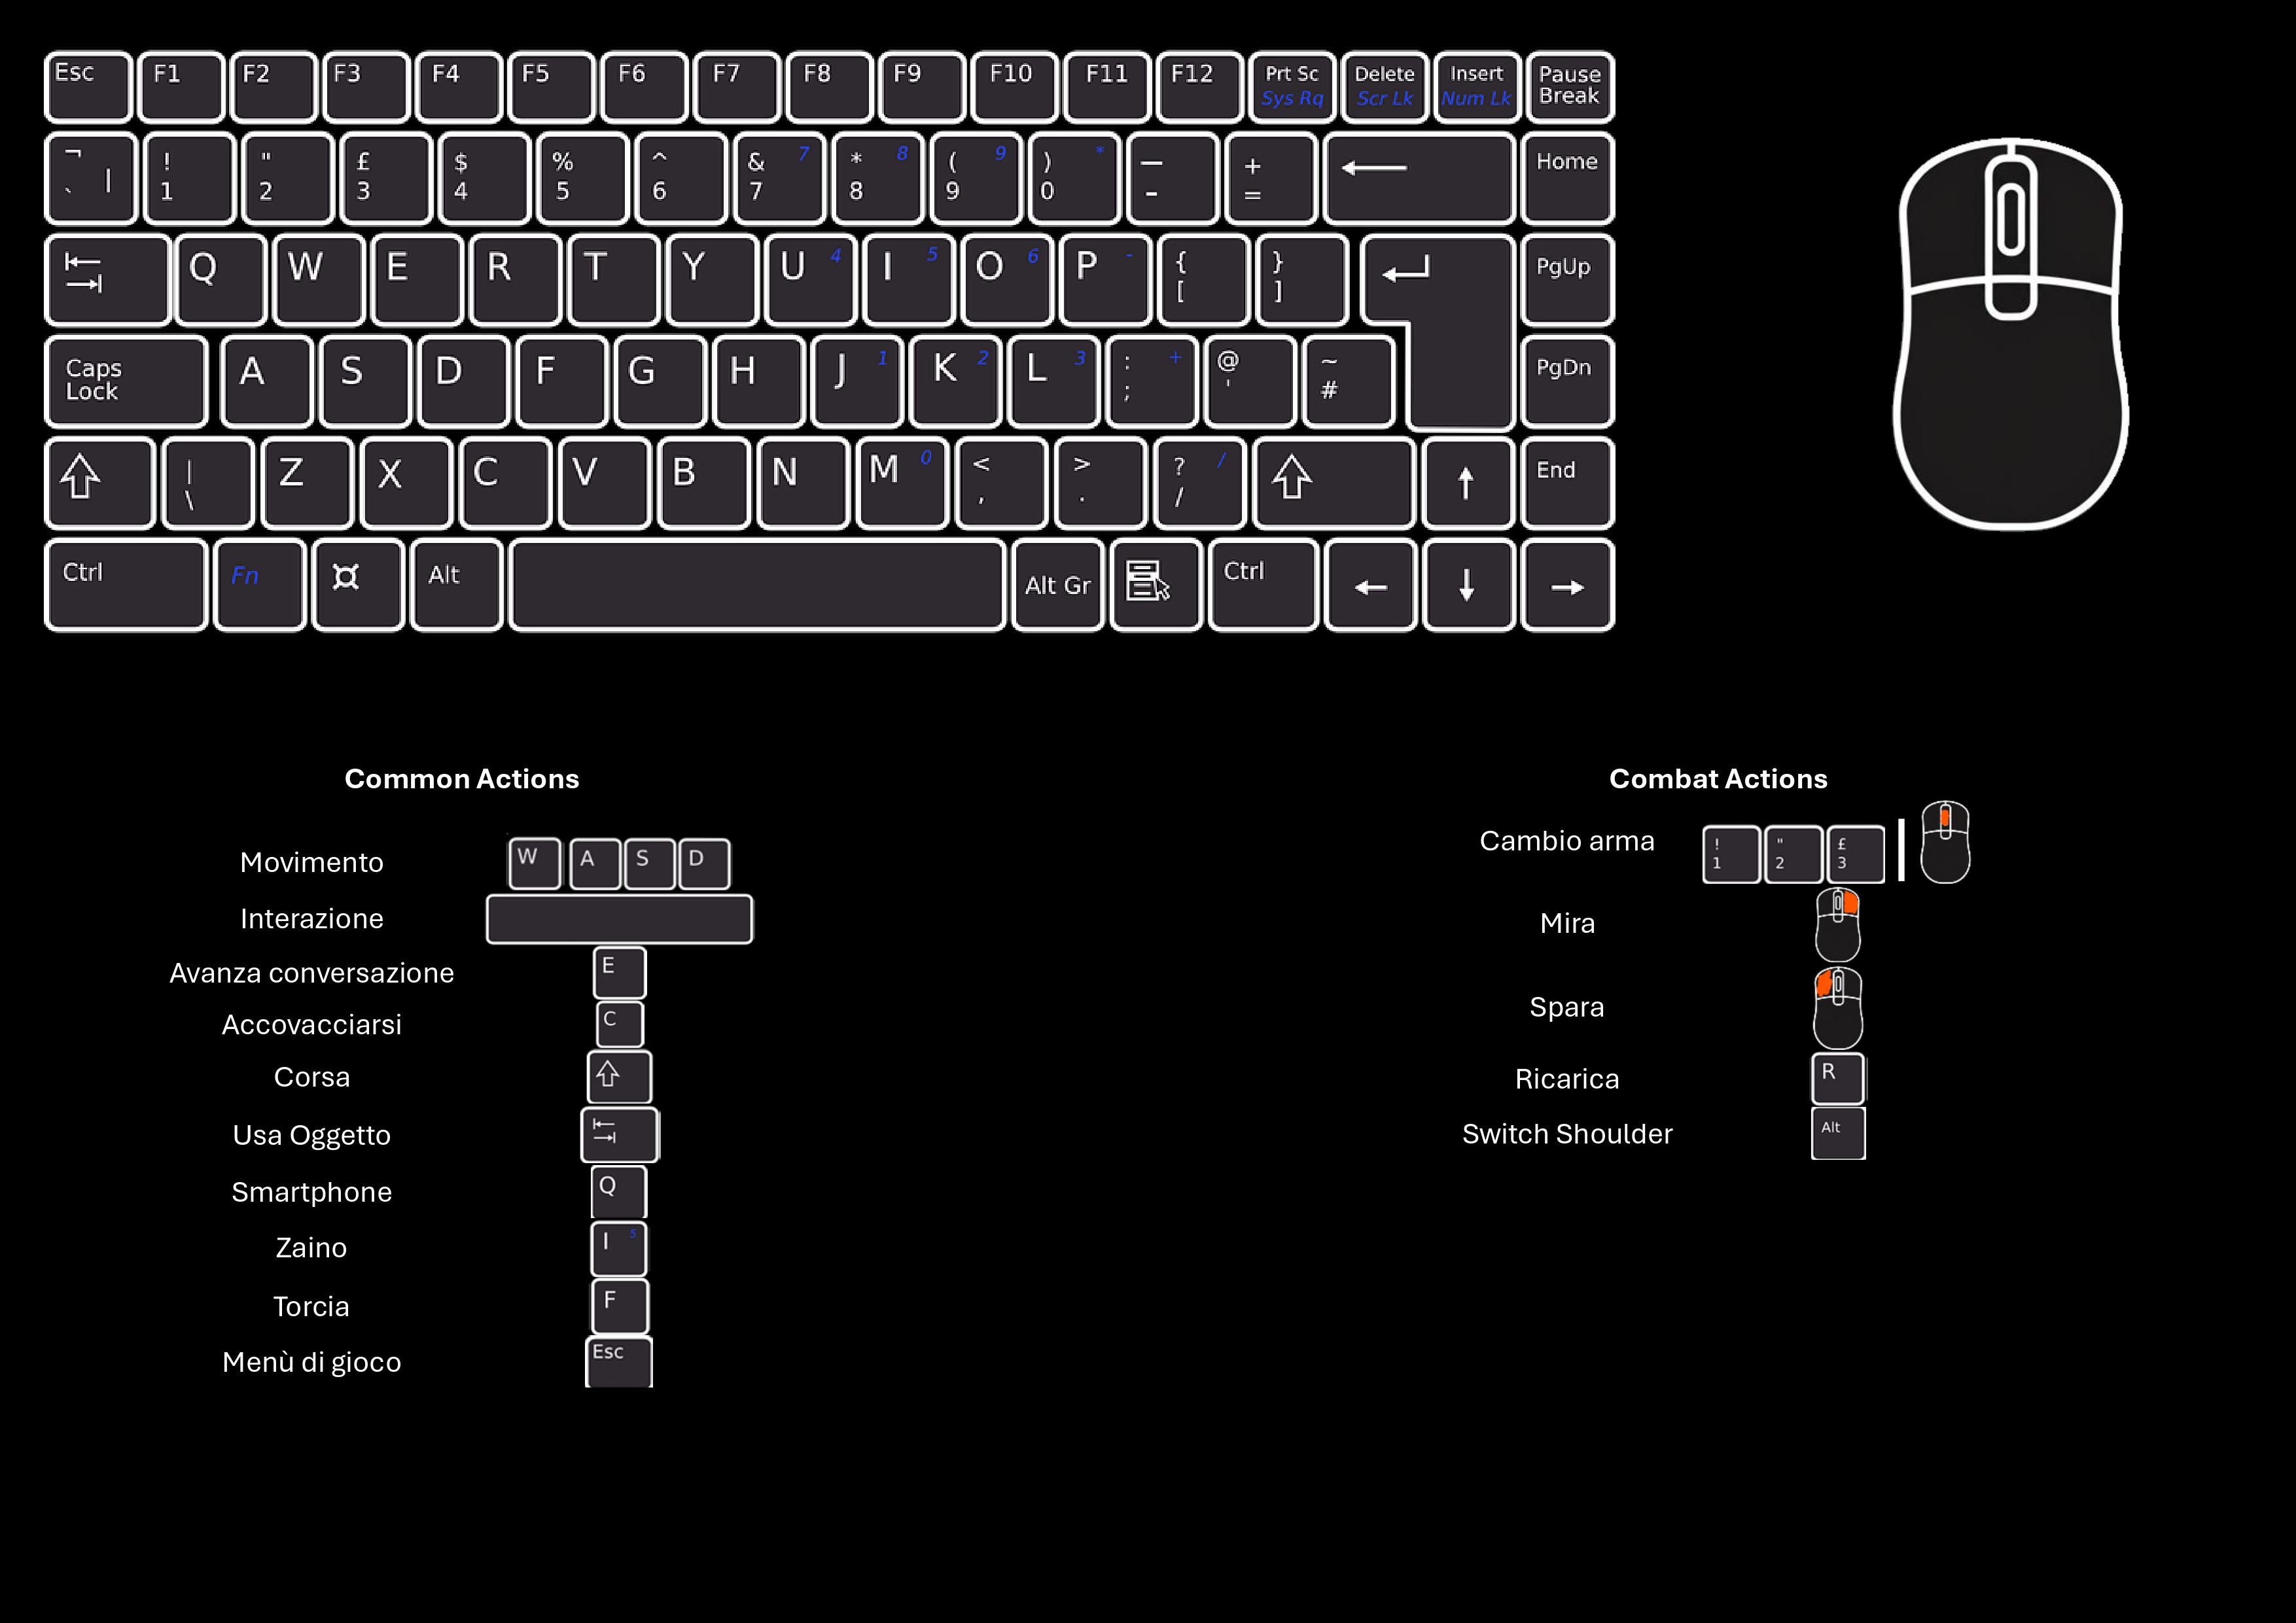 Esc F1 F2 F3 F4 F5 F6 F7 F8 F9 F10 F11 F12 Prt Sc Delete Insert Pause
Sys Rq Scr Lk Num Lk Break
¬ ! " £ $ % ^ & 7 * 8 ( 9 ) * — + Home
` | 1 2 3 4 5 6 7 8 9 0 - =
Q W E R T Y U 4 I 5 O 6 P - { } PgUp
[ ]
Caps A S D F G H J 1 K 2 L 3 : + @ ~ PgDn
Lock ; ' #
| Z X C V B N M 0 < > ? / End
\ , . /
Ctrl Fn Alt Alt Gr Ctrl
Common Actions
Movimento W A S D
Interazione
Avanza conversazione E
Accovacciarsi C
Corsa
Usa Oggetto
Smartphone Q
Zaino I 5
Torcia F
Menù di gioco Esc
Combat Actions
Cambio arma ! 1 " 2 £ 3
Mira
Spara
Ricarica R
Switch Shoulder Alt